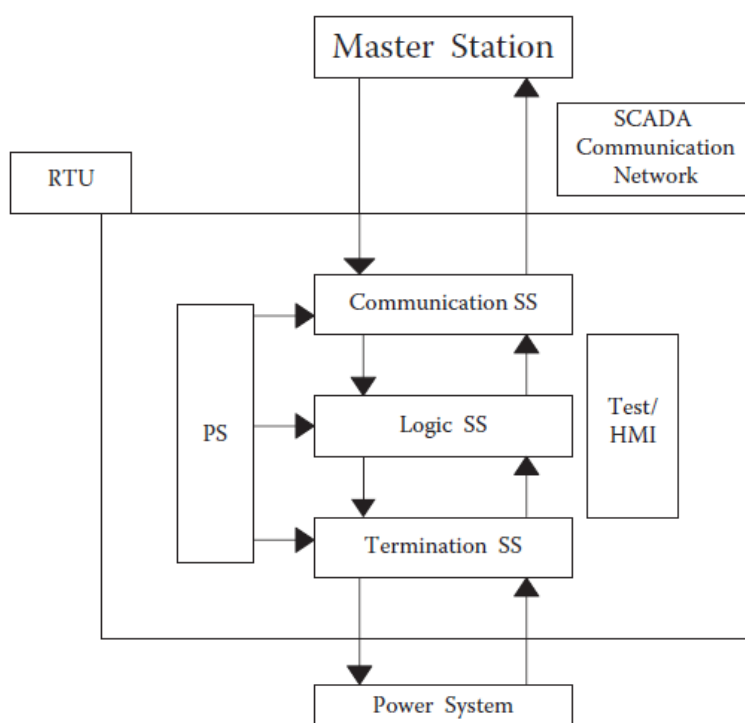 Master Station
SCADA
Communication
Network
RTU
Communication SS
PS
Logic SS
Test/
HMI
Termination SS
Power System